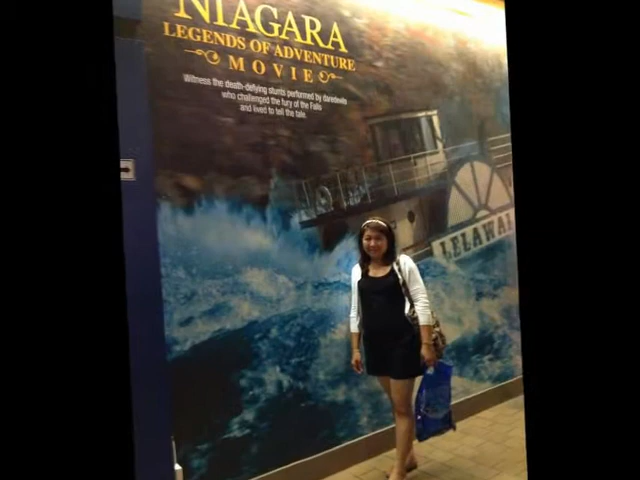 NIAGARA
LEGENDS OF ADVENTURE
MOVIE
Witness the death-defying stunts performed by daredevils
who challenged the fury of the Falls
and lived to tell the tale.
LELAWAL